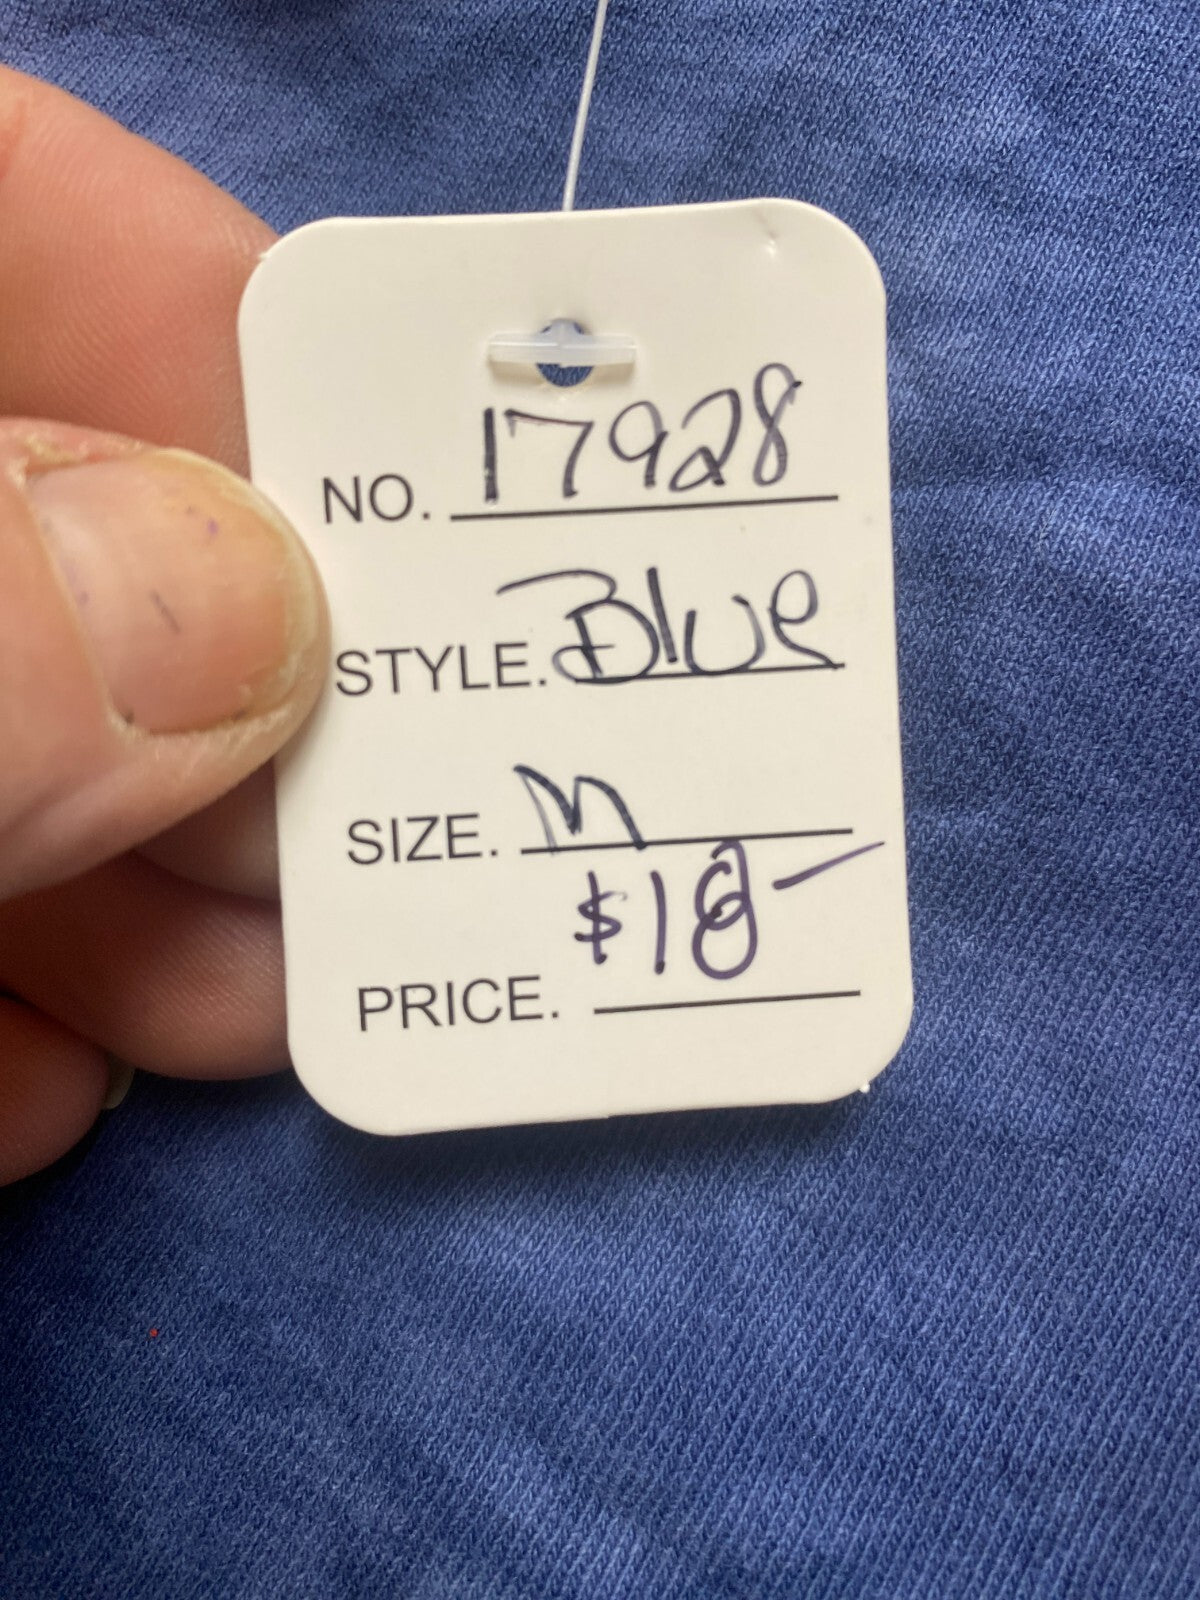 NO. 17928
STYLE. Blue
SIZE. M
PRICE. $18-